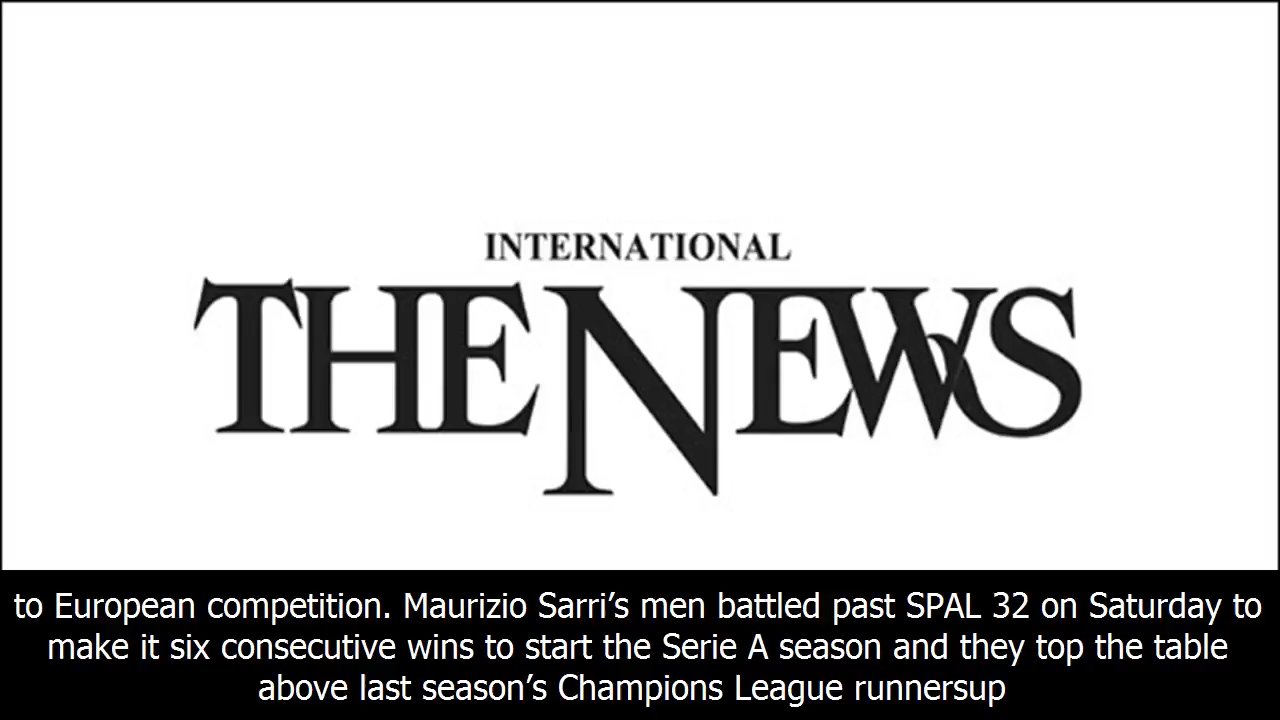 INTERNATIONAL
THE NEWS
to European competition. Maurizio Sarri’s men battled past SPAL 32 on Saturday to
make it six consecutive wins to start the Serie A season and they top the table
above last season’s Champions League runnersup